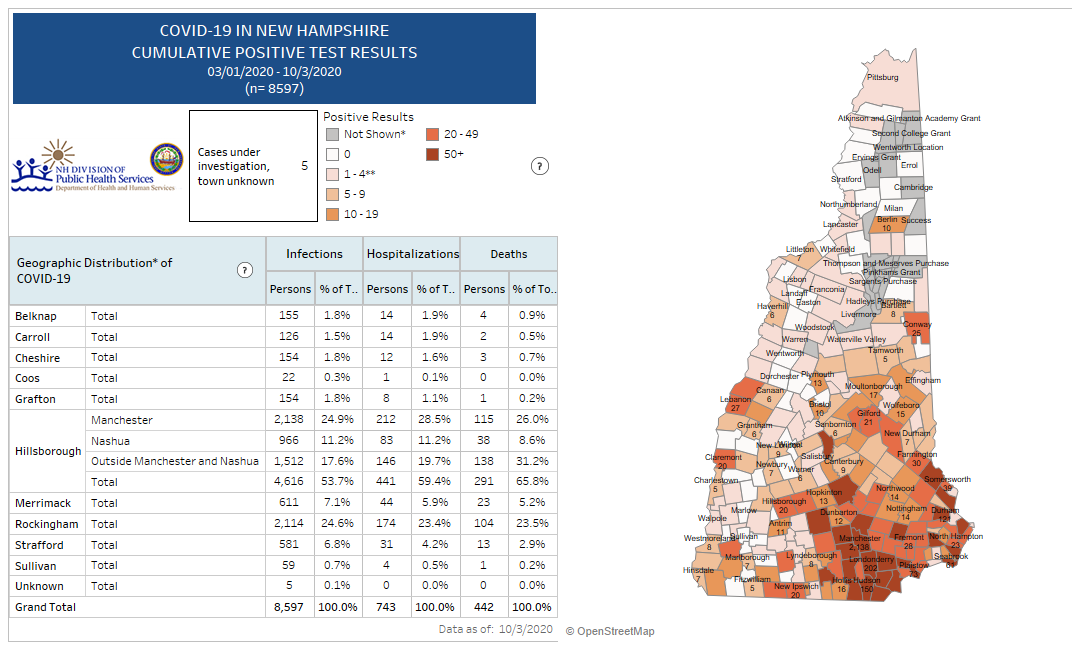 COVID-19 IN NEW HAMPSHIRE
CUMULATIVE POSITIVE TEST RESULTS
03/01/2020 - 10/3/2020
(n= 8597)
NH DIVISION OF
Public Health Services
Department of Health and Human Services
Cases under
investigation, 5
town unknown
?
Positive Results
Not Shown*
0
1 - 4**
5 - 9
10 - 19
20 - 49
50+
Geographic Distribution* of
COVID-19
?
Infections Hospitalizations Deaths
Persons % of T.. Persons % of T.. Persons % of To..
Belknap Total 155 1.8% 14 1.9% 4 0.9%
Carroll Total 126 1.5% 14 1.9% 2 0.5%
Cheshire Total 154 1.8% 12 1.6% 3 0.7%
Coos Total 22 0.3% 1 0.1% 0 0.0%
Grafton Total 154 1.8% 8 1.1% 1 0.2%
Hillsborough
Manchester 2,138 24.9% 212 28.5% 115 26.0%
Nashua 966 11.2% 83 11.2% 38 8.6%
Outside Manchester and Nashua 1,512 17.6% 146 19.7% 138 31.2%
Total 4,616 53.7% 441 59.4% 291 65.8%
Merrimack Total 611 7.1% 44 5.9% 23 5.2%
Rockingham Total 2,114 24.6% 174 23.4% 104 23.5%
Strafford Total 581 6.8% 31 4.2% 13 2.9%
Sullivan Total 59 0.7% 4 0.5% 1 0.2%
Unknown Total 5 0.1% 0 0.0% 0 0.0%
Grand Total 8,597 100.0% 743 100.0% 442 100.0%
Data as of: 10/3/2020
© OpenStreetMap
Pittsburg
Atkinson and Gilmanton Academy Grant
Second College Grant
Wentworth Location
Ervings Grant
Errol
Odell
Stratford
Cambridge
Northumberland
Milan
Lancaster
Berlin
10
Success
Littleton
7
Whitefield
Thompson and Meserves Purchase
Pinkhams Grant
Lisbon
Sargents Purchase
Landaff
Franconia
Easton
Hadleys Purchase
Haverhill
6
Bartlett
8
Livermore
Woodstock
Conway
25
Warren
Waterville Valley
Wentworth
Tamworth
5
Dorchester
Plymouth
13
Effingham
Moultonborough
17
Canaan
6
Lebanon
27
Bristol
10
Wolfeboro
15
Gilford
21
Grantham
6
Sanbornton
6
New Durham
7
New London
9
Wilmot
Claremont
20
Salisbury
Farmington
30
Newbury
7
Canterbury
9
Warner
6
Charlestown
5
Somersworth
39
Hopkinton
13
Northwood
14
Hillsborough
20
Marlow
Nottingham
14
Walpole
Dunbarton
12
Durham
121
Antrim
11
Westmoreland
8
Sullivan
Manchester
2,138
Fremont
28
North Hampton
23
Marlborough
7
Lyndeborough
8
Londonderry
202
Seabrook
61
Hinsdale
7
Plaistow
73
Fitzwilliam
5
New Ipswich
20
Hollis
16
Hudson
150